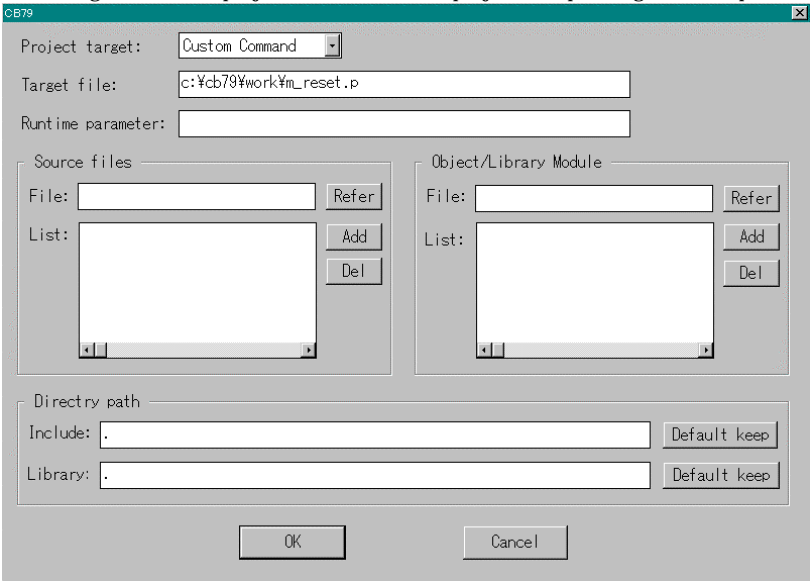 CB79
Project target: Custom Command
Target file: c:¥cb79¥work¥m_reset.p
Runtime parameter:
Source files
File: Refer
List: Add
Del
Object/Library Module
File: Refer
List: Add
Del
Directry path
Include: . Default keep
Library: . Default keep
OK Cancel